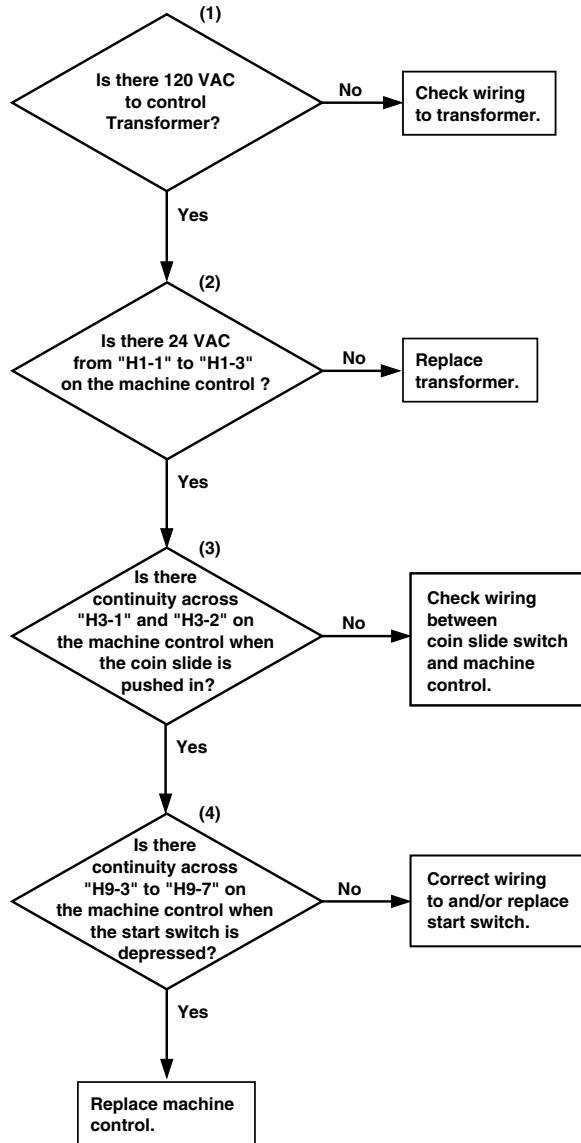 (1)
Is there 120 VAC
to control
Transformer?
No
Check wiring
to transformer.
Yes
(2)
Is there 24 VAC
from "H1-1" to "H1-3"
on the machine control ?
No
Replace
transformer.
Yes
(3)
Is there
continuity across
"H3-1" and "H3-2" on
the machine control when
the coin slide is
pushed in?
No
Check wiring
between
coin slide switch
and machine
control.
Yes
(4)
Is there
continuity across
"H9-3" to "H9-7" on
the machine control when
the start switch is
depressed?
No
Correct wiring
to and/or replace
start switch.
Yes
Replace machine
control.